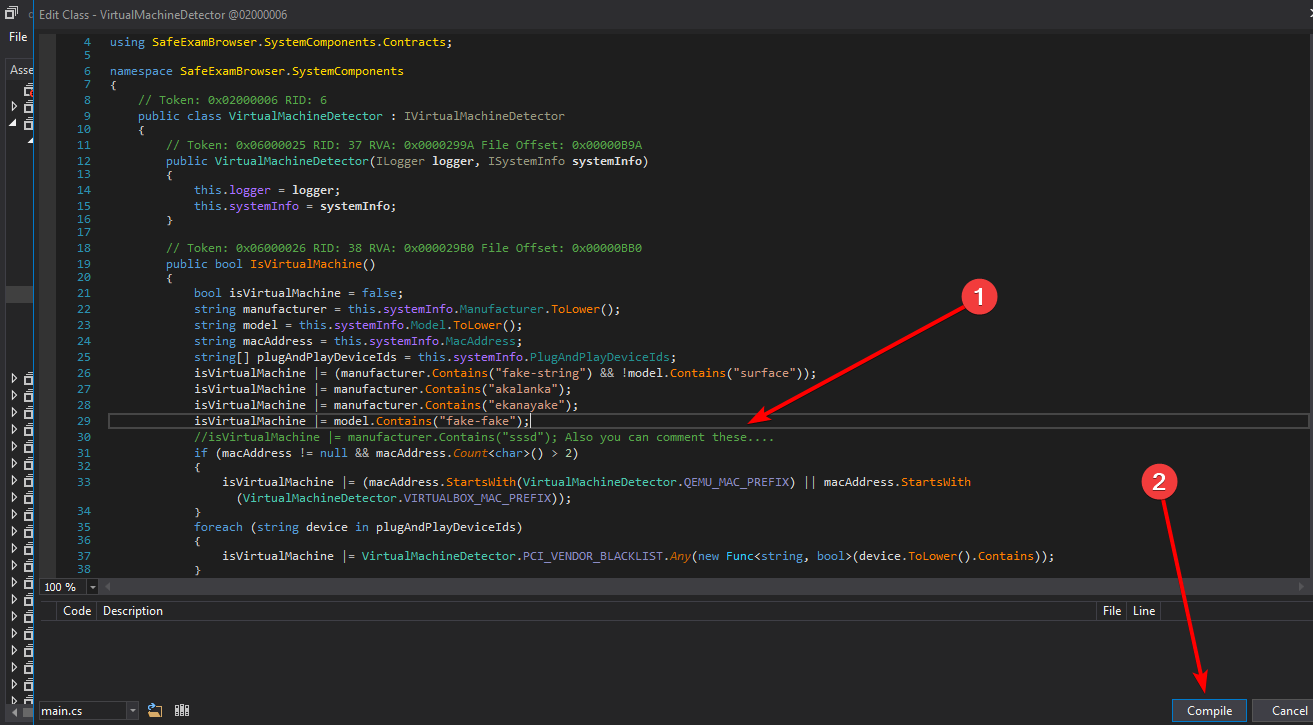 Edit Class - VirtualMachineDetector @02000006
File
Asse
4 using SafeExamBrowser.SystemComponents.Contracts;
5
6 namespace SafeExamBrowser.SystemComponents
7 {
8 // Token: 0x02000006 RID: 6
9 public class VirtualMachineDetector : IVirtualMachineDetector
10 {
11 // Token: 0x06000025 RID: 37 RVA: 0x0000299A File Offset: 0x00000B9A
12 public VirtualMachineDetector(ILogger logger, ISystemInfo systemInfo)
13 {
14 this.logger = logger;
15 this.systemInfo = systemInfo;
16 }
17
18 // Token: 0x06000026 RID: 38 RVA: 0x000029B0 File Offset: 0x00000BB0
19 public bool IsVirtualMachine()
20 {
21 bool isVirtualMachine = false;
22 string manufacturer = this.systemInfo.Manufacturer.ToLower();
23 string model = this.systemInfo.Model.ToLower();
24 string macAddress = this.systemInfo.MacAddress;
25 string[] plugAndPlayDeviceIds = this.systemInfo.PlugAndPlayDeviceIds;
26 isVirtualMachine |= (manufacturer.Contains("fake-string") && !model.Contains("surface"));
27 isVirtualMachine |= manufacturer.Contains("akalanka");
28 isVirtualMachine |= manufacturer.Contains("ekanayake");
29 isVirtualMachine |= model.Contains("fake-fake");
30 //isVirtualMachine |= manufacturer.Contains("sssd"); Also you can comment these....
31 if (macAddress != null && macAddress.Count<char>() > 2)
32 {
33 isVirtualMachine |= (macAddress.StartsWith(VirtualMachineDetector.QEMU_MAC_PREFIX) || macAddress.StartsWith
(VirtualMachineDetector.VIRTUALBOX_MAC_PREFIX));
34 }
35 foreach (string device in plugAndPlayDeviceIds)
36 {
37 isVirtualMachine |= VirtualMachineDetector.PCI_VENDOR_BLACKLIST.Any(new Func<string, bool>(device.ToLower().Contains));
38 }
1
2
100 %
Code Description File Line
main.cs
Compile Cancel